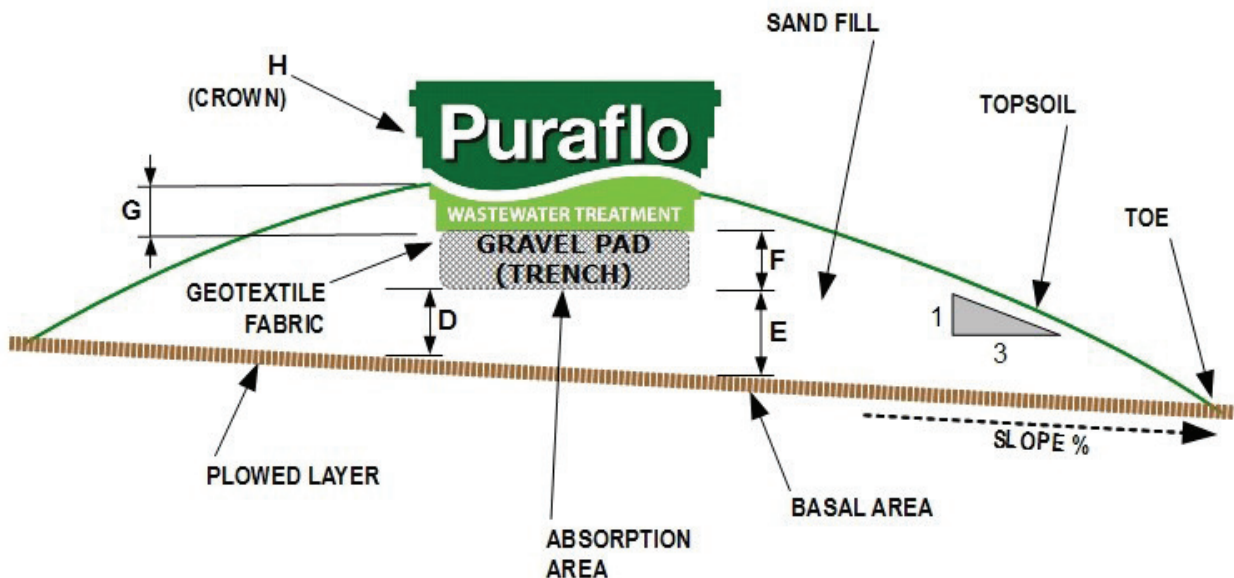 SAND FILL
H
(CROWN)
TOPSOIL
Puraflo
G
WASTEWATER TREATMENT
TOE
GRAVEL PAD
(TRENCH)
F
GEOTEXTILE
FABRIC
D
E
1
3
SLOPE %
PLOWED LAYER
BASAL AREA
ABSORPTION
AREA